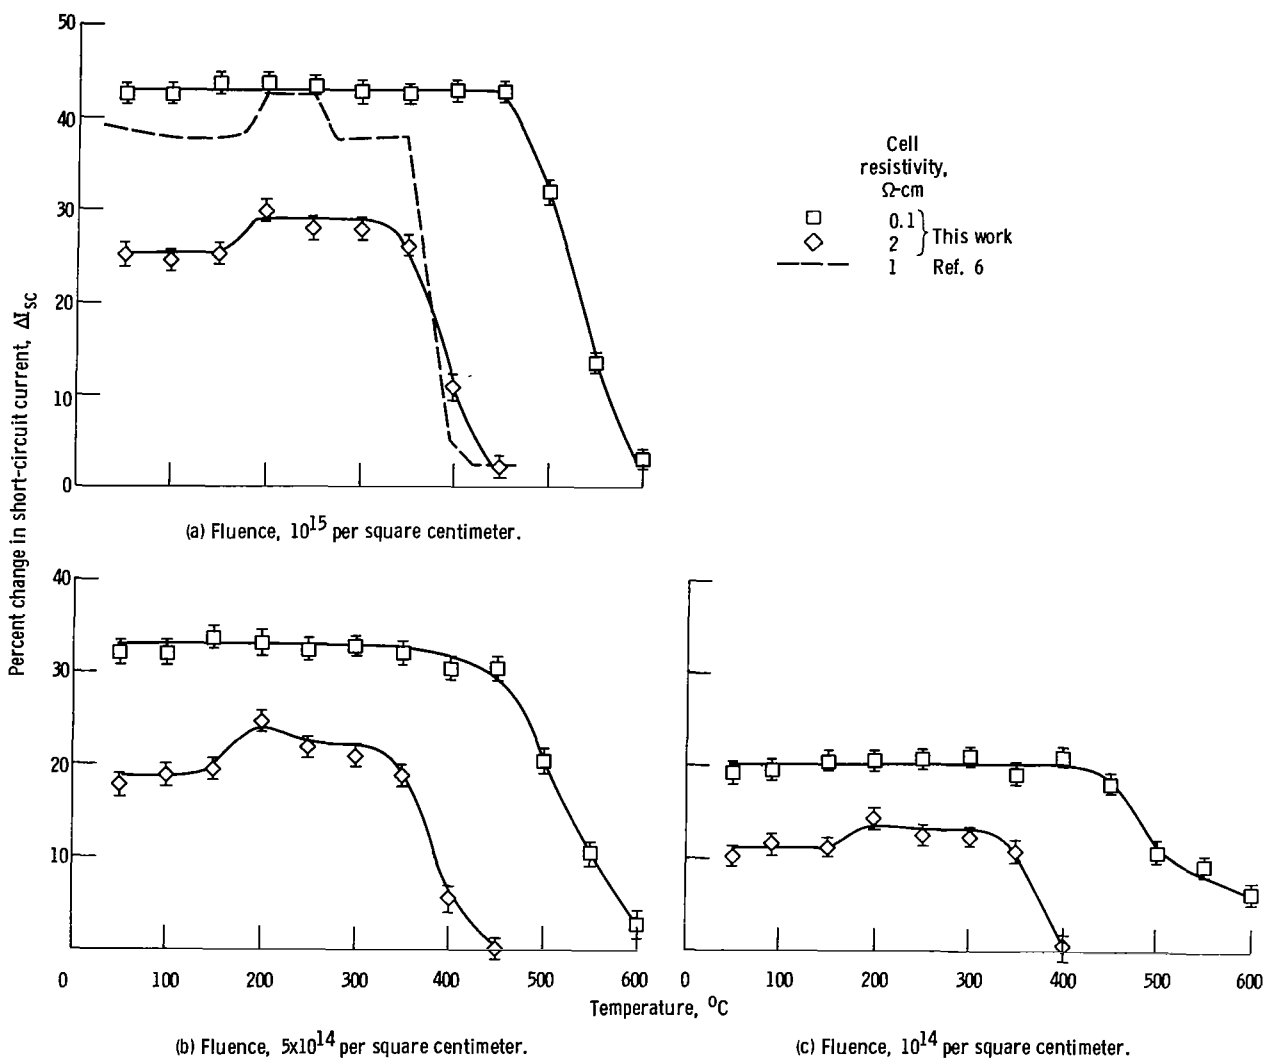 Percent change in short-circuit current, ΔI_SC
50
40
30
20
10
0
Cell
resistivity,
Ω-cm
0.1
2
This work
1 Ref. 6
(a) Fluence, 10^15 per square centimeter.
40
30
20
10
0 100 200 300 400 500 600
(b) Fluence, 5x10^14 per square centimeter.
0 100 200 300 400 500 600
Temperature, °C
(c) Fluence, 10^14 per square centimeter.